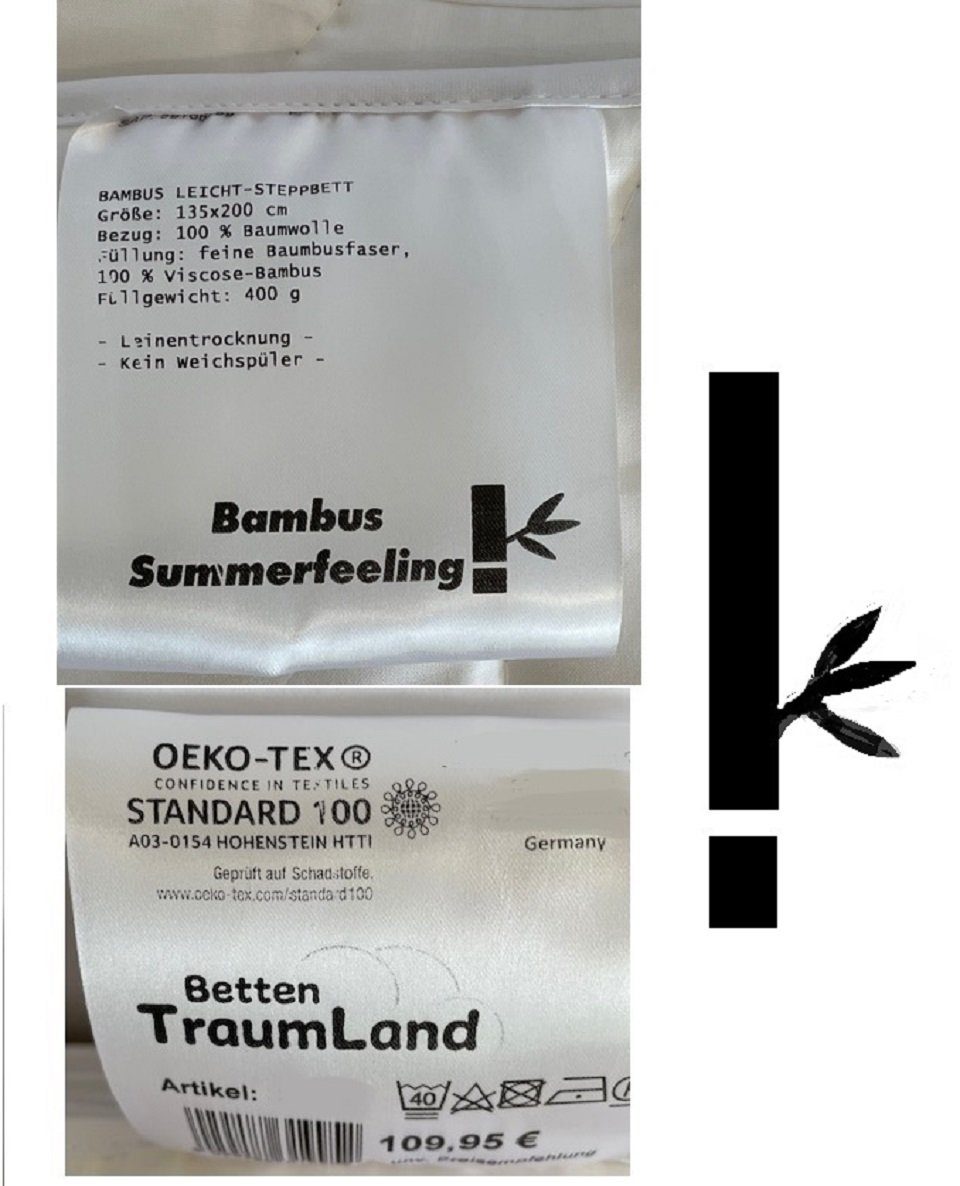 BAMBUS LEICHT-STEPPBETT
Größe: 135x200 cm
Bezug: 100 % Baumwolle
Füllung: feine Baumbusfaser,
100 % Viscose-Bambus
Füllgewicht: 400 g
- Leinentrocknung -
- Kein Weichspüler -
Bambus
Summerfeeling
OEKO-TEX®
CONFIDENCE IN TEXTILES
STANDARD 100
A03-0154 HOHENSTEIN HTTI
Germany
Geprüft auf Schadstoffe.
www.oeko-tex.com/standard100
Betten
TraumLand
Artikel:
40
109,95 €
unv. Preisempfehlung